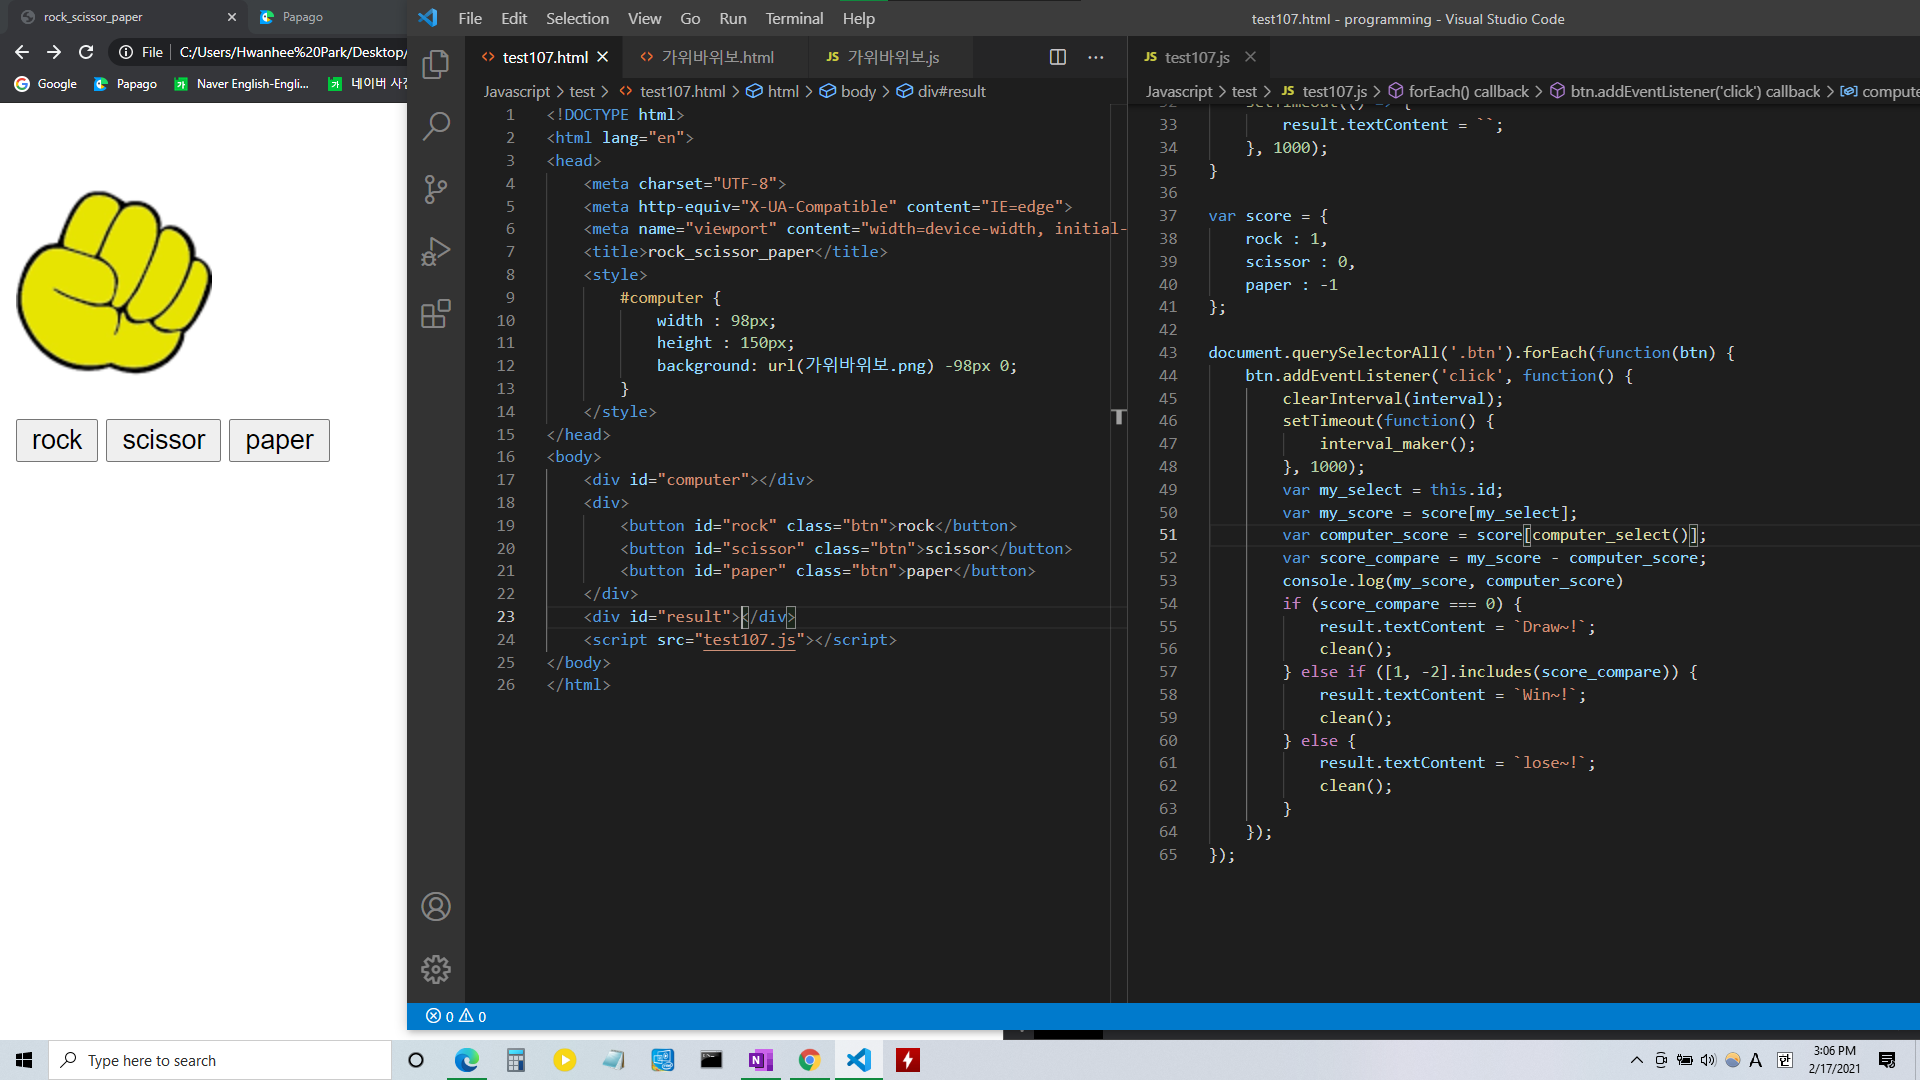 rock_scissor_paper
Papago
File
C:/Users/Hwanhee%20Park/Desktop/
Google
Papago
Naver English-Engli...
네이버 사전
rock
scissor
paper
File Edit Selection View Go Run Terminal Help
test107.html - programming - Visual Studio Code
test107.html
가위바위보.html
JS 가위바위보.js
Javascript > test > test107.html > html > body > div#result
1 <!DOCTYPE html>
2 <html lang="en">
3 <head>
4 <meta charset="UTF-8">
5 <meta http-equiv="X-UA-Compatible" content="IE=edge">
6 <meta name="viewport" content="width=device-width, initial-
7 <title>rock_scissor_paper</title>
8 <style>
9 #computer {
10 width : 98px;
11 height : 150px;
12 background: url(가위바위보.png) -98px 0;
13 }
14 </style>
15 </head>
16 <body>
17 <div id="computer"></div>
18 <div>
19 <button id="rock" class="btn">rock</button>
20 <button id="scissor" class="btn">scissor</button>
21 <button id="paper" class="btn">paper</button>
22 </div>
23 <div id="result"></div>
24 <script src="test107.js"></script>
25 </body>
26 </html>
JS test107.js
Javascript > test > JS test107.js > forEach() callback > btn.addEventListener('click') callback > compute
32 setTimeout(() => {
33 result.textContent = ``;
34 }, 1000);
35 }
36
37 var score = {
38 rock : 1,
39 scissor : 0,
40 paper : -1
41 };
42
43 document.querySelectorAll('.btn').forEach(function(btn) {
44 btn.addEventListener('click', function() {
45 clearInterval(interval);
46 setTimeout(function() {
47 interval_maker();
48 }, 1000);
49 var my_select = this.id;
50 var my_score = score[my_select];
51 var computer_score = score[computer_select()];
52 var score_compare = my_score - computer_score;
53 console.log(my_score, computer_score)
54 if (score_compare === 0) {
55 result.textContent = `Draw~!`;
56 clean();
57 } else if ([1, -2].includes(score_compare)) {
58 result.textContent = `Win~!`;
59 clean();
60 } else {
61 result.textContent = `lose~!`;
62 clean();
63 }
64 });
65 });
0 0
Type here to search
A
한
3:06 PM
2/17/2021